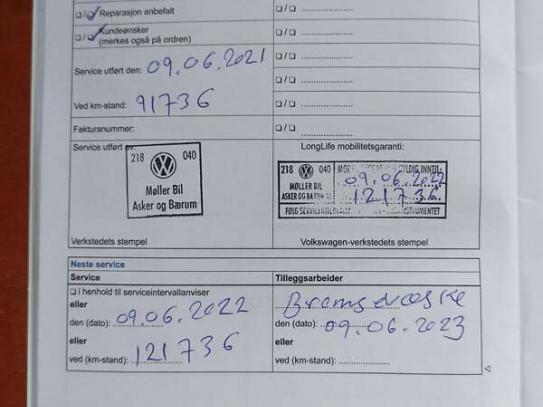 Reparasjon anbefalt
Kundeønsker
(merkes også på ordren)
Service utført den: 09.06.2021
Ved km-stand: 91736
Fakturanummer:
Service utført
LongLife mobilitetsgaranti:
218 040
Møller Bil
Asker og Bærum
218 040 GYLDIG INNTIL
MØLLER BIL 09.06.2022
ASKER OG BÆRUM 121736
FØLG
Verkstedets stempel
Volkswagen-verkstedets stempel
Neste service
Service
Tilleggsarbeider
i henhold til serviceintervallanviser
eller
den (dato): 09.06.2022
eller
ved (km-stand): 121736
Bremsevæske
den (dato): 09.06.2023
ved (km-stand):